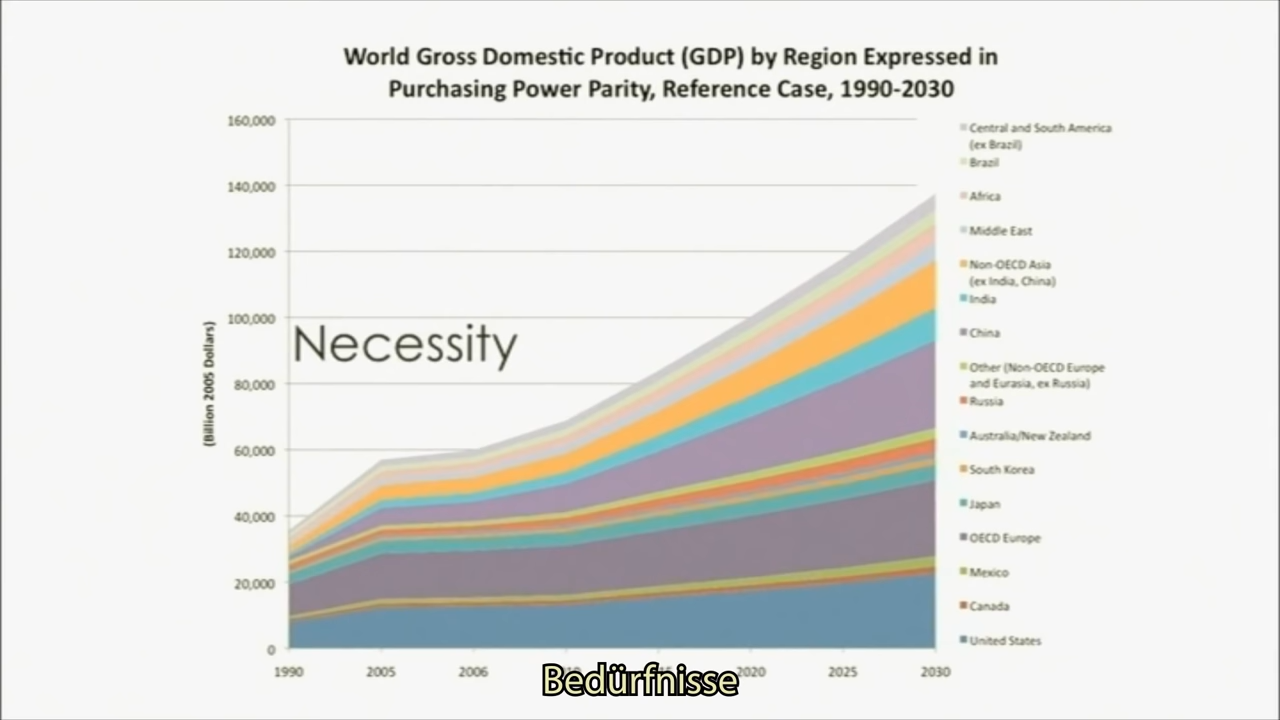 World Gross Domestic Product (GDP) by Region Expressed in
Purchasing Power Parity, Reference Case, 1990-2030
160,000
140,000
120,000
100,000
80,000
60,000
40,000
20,000
0
(Billion 2005 Dollars)
Necessity
Central and South America
(ex Brazil)
Brazil
Africa
Middle East
Non-OECD Asia
(ex India, China)
India
China
Other (Non-OECD Europe
and Eurasia, ex Russia)
Russia
Australia/New Zealand
South Korea
Japan
OECD Europe
Mexico
Canada
United States
1990 2005 2006 2020 2025 2030
Bedürfnisse